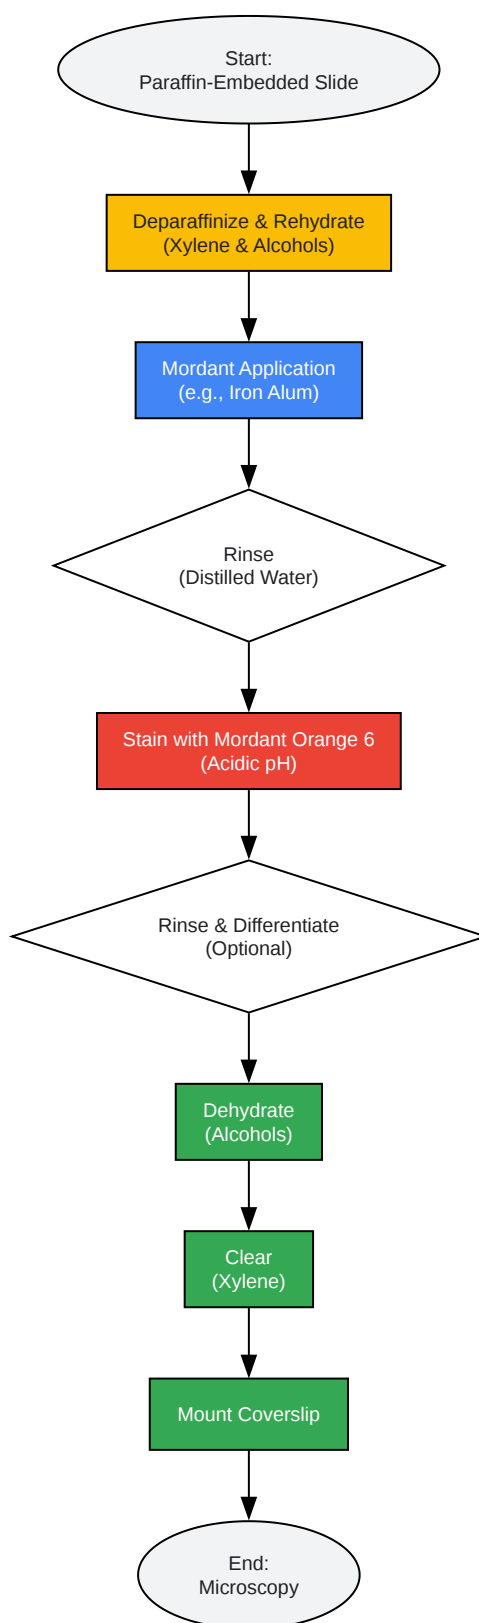 Start:
Paraffin-Embedded Slide
Deparaffinize & Rehydrate
(Xylene & Alcohols)
Mordant Application
(e.g., Iron Alum)
Rinse
(Distilled Water)
Stain with Mordant Orange 6
(Acidic pH)
Rinse & Differentiate
(Optional)
Dehydrate
(Alcohols)
Clear
(Xylene)
Mount Coverslip
End:
Microscopy